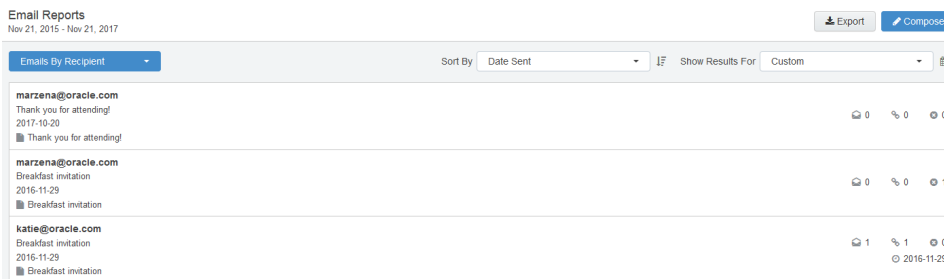 Email Reports
Nov 21, 2015 - Nov 21, 2017
Export
Compose
Emails By Recipient
Sort By
Date Sent
Show Results For
Custom
marzena@oracle.com
Thank you for attending!
2017-10-20
Thank you for attending!
0 0 0
marzena@oracle.com
Breakfast invitation
2016-11-29
Breakfast invitation
0 0 1
katie@oracle.com
Breakfast invitation
2016-11-29
Breakfast invitation
1 1 0
2016-11-29